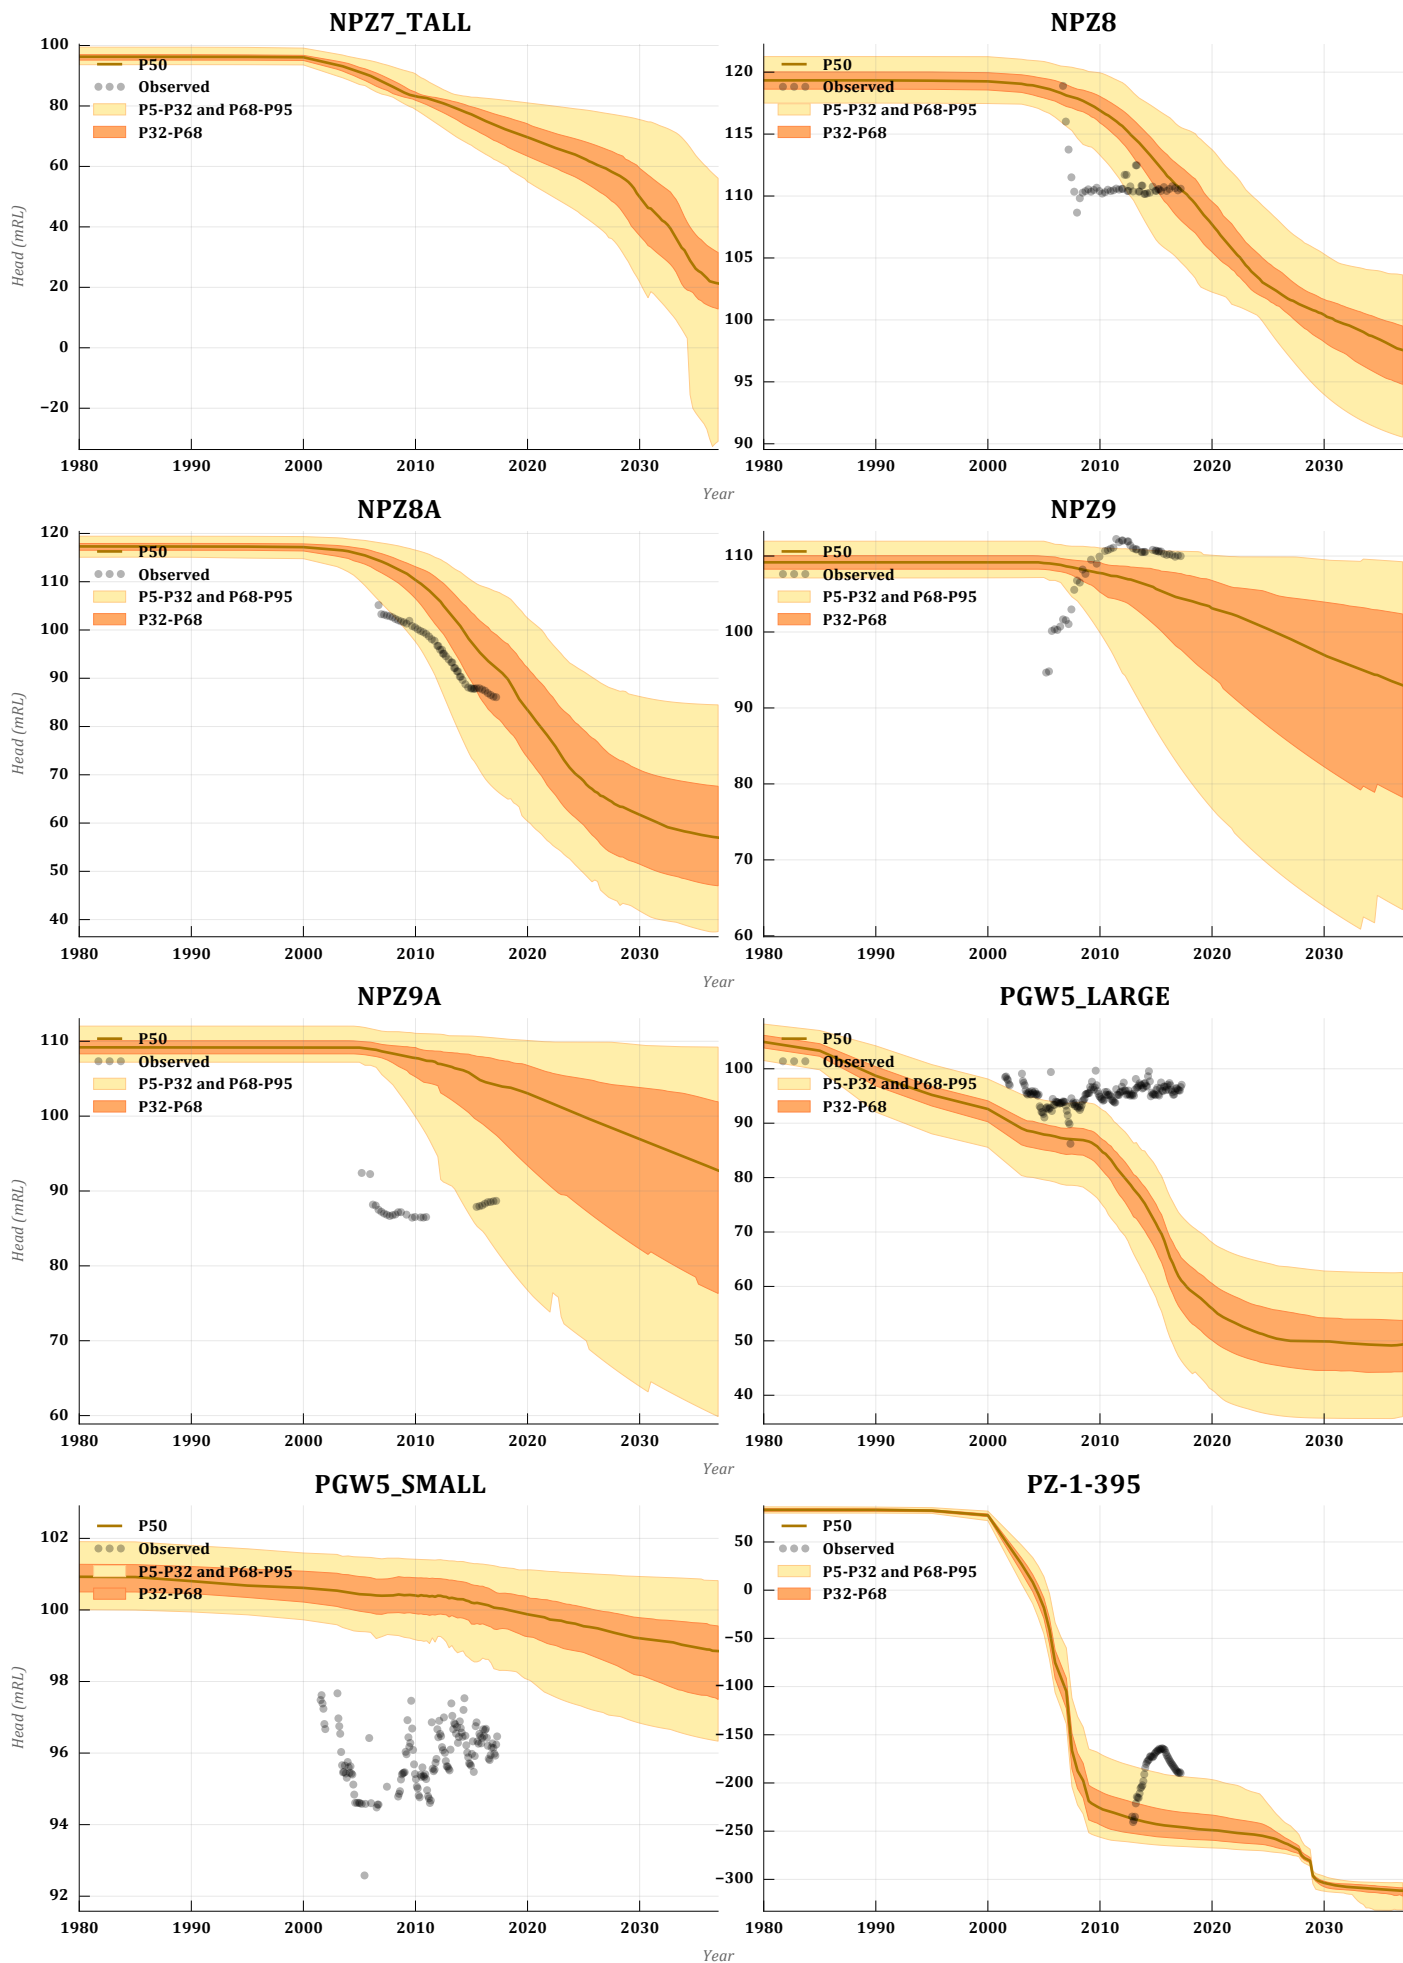 NPZ7_TALL
NPZ8
100
80
60
40
20
0
−20
Head (mRL)
P50
Observed
P5-P32 and P68-P95
P32-P68
1980 1990 2000 2010 2020 2030
120
115
110
105
100
95
90
P50
Observed
P5-P32 and P68-P95
P32-P68
1980 1990 2000 2010 2020 2030
Year
NPZ8A
NPZ9
120
110
100
90
80
70
60
50
40
Head (mRL)
P50
Observed
P5-P32 and P68-P95
P32-P68
1980 1990 2000 2010 2020 2030
110
100
90
80
70
60
P50
Observed
P5-P32 and P68-P95
P32-P68
1980 1990 2000 2010 2020 2030
Year
NPZ9A
PGW5_LARGE
110
100
90
80
70
60
Head (mRL)
P50
Observed
P5-P32 and P68-P95
P32-P68
1980 1990 2000 2010 2020 2030
100
90
80
70
60
50
40
P50
Observed
P5-P32 and P68-P95
P32-P68
1980 1990 2000 2010 2020 2030
Year
PGW5_SMALL
PZ-1-395
102
100
98
96
94
92
Head (mRL)
P50
Observed
P5-P32 and P68-P95
P32-P68
1980 1990 2000 2010 2020 2030
50
0
−50
−100
−150
−200
−250
−300
P50
Observed
P5-P32 and P68-P95
P32-P68
1980 1990 2000 2010 2020 2030
Year